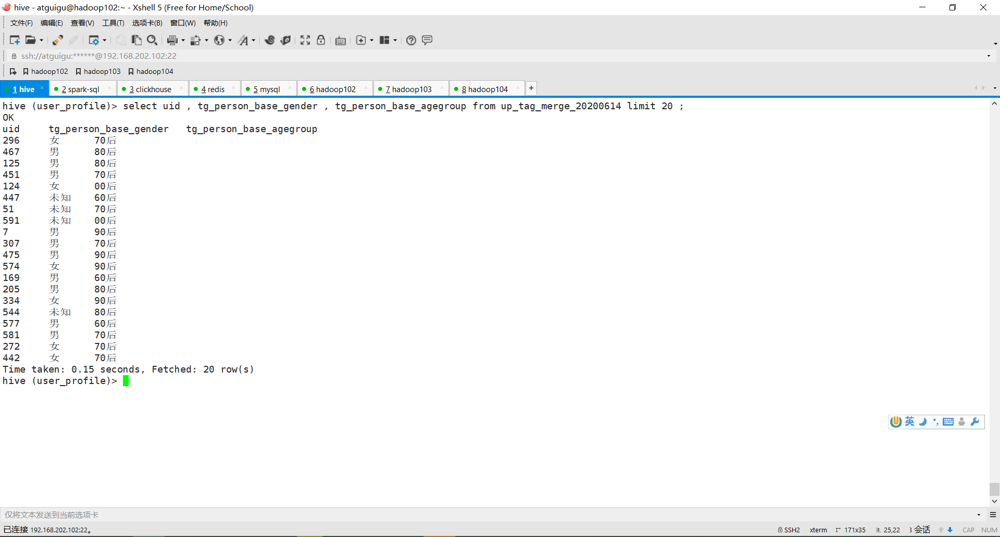 hive - atguigu@hadoop102:~ - Xshell 5 (Free for Home/School)
文件(F) 编辑(E) 查看(V) 工具(T) 选项卡(B) 窗口(W) 帮助(H)
ssh://atguigu:******@192.168.202.102:22
hadoop102 hadoop103 hadoop104
1 hive 2 spark-sql 3 clickhouse 4 redis 5 mysql 6 hadoop102 7 hadoop103 8 hadoop104 +
hive (user_profile)> select uid , tg_person_base_gender , tg_person_base_agegroup from up_tag_merge_20200614 limit 20 ;
OK
uid tg_person_base_gender tg_person_base_agegroup
296 女 70后
467 男 80后
125 男 80后
451 男 70后
124 女 00后
447 未知 60后
51 未知 70后
591 未知 00后
7 男 90后
307 男 70后
475 男 90后
574 女 90后
169 男 60后
205 男 80后
334 女 90后
544 未知 80后
577 男 60后
581 男 70后
272 女 70后
442 女 70后
Time taken: 0.15 seconds, Fetched: 20 row(s)
hive (user_profile)>
英
仅将文本发送到当前选项卡
已连接 192.168.202.102:22。 SSH2 xterm 171x35 25,22 3 会话 CAP NUM